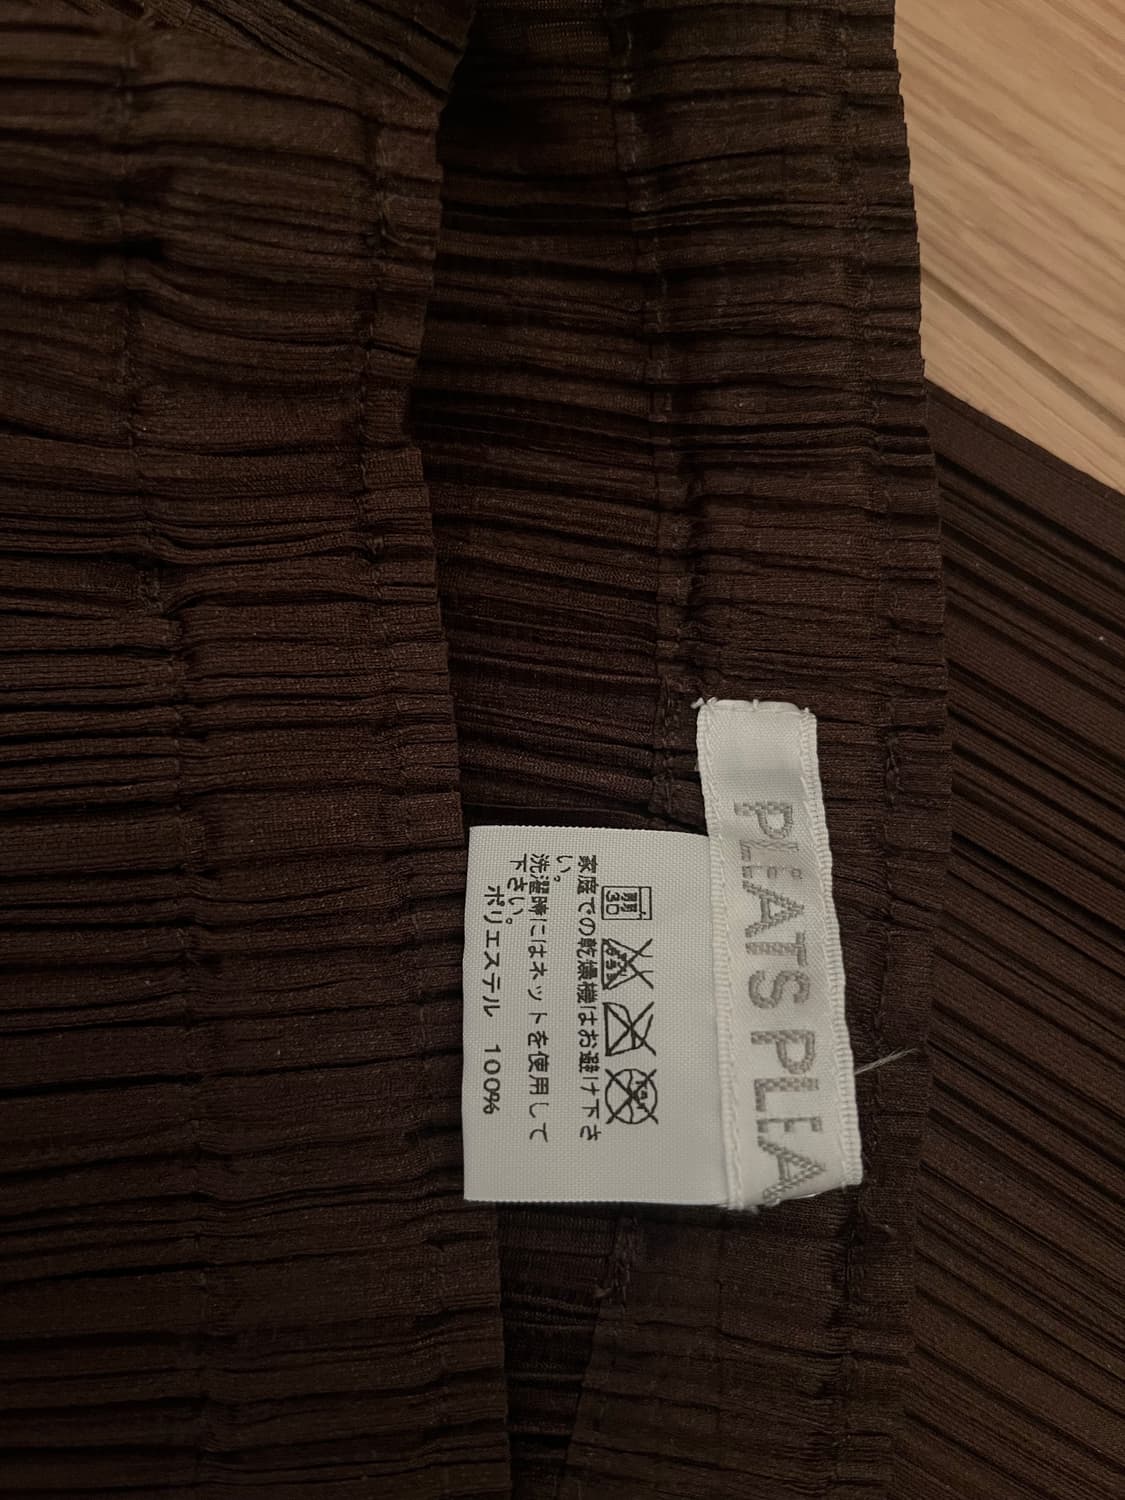 PLEATS PLEA
30
家庭での乾燥機はお避け下さ
い。
洗濯時にはネットを使用して
下さい。
ポリエステル 100%